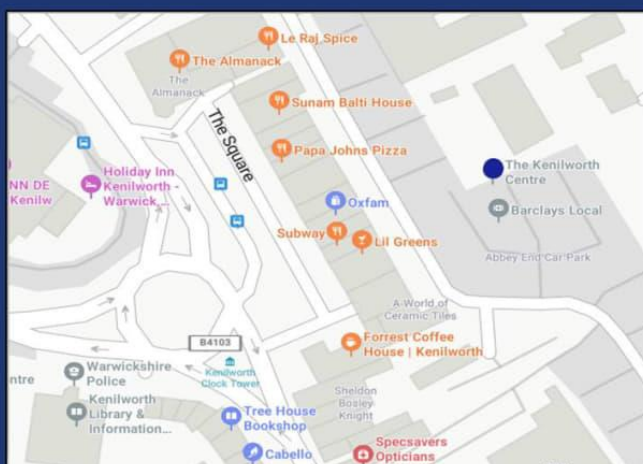 Le Raj Spice
The Almanack
The
Almanack
Sunam Balti House
The Square
Papa Johns Pizza
The Kenilworth
Centre
Holiday Inn
Kenilworth -
Warwick,...
NN DE
Kenilw
Oxfam
Barclays Local
Subway
Lil Greens
Abbey End Car Park
A World of
Ceramic Tiles
B4103
Forrest Coffee
House | Kenilworth
Kenilworth
Clock Tower
Warwickshire
Police
ntre
Kenilworth
Library &
Information...
Sheldon
Bosley
Knight
Tree House
Bookshop
Cabello
Specsavers
Opticians